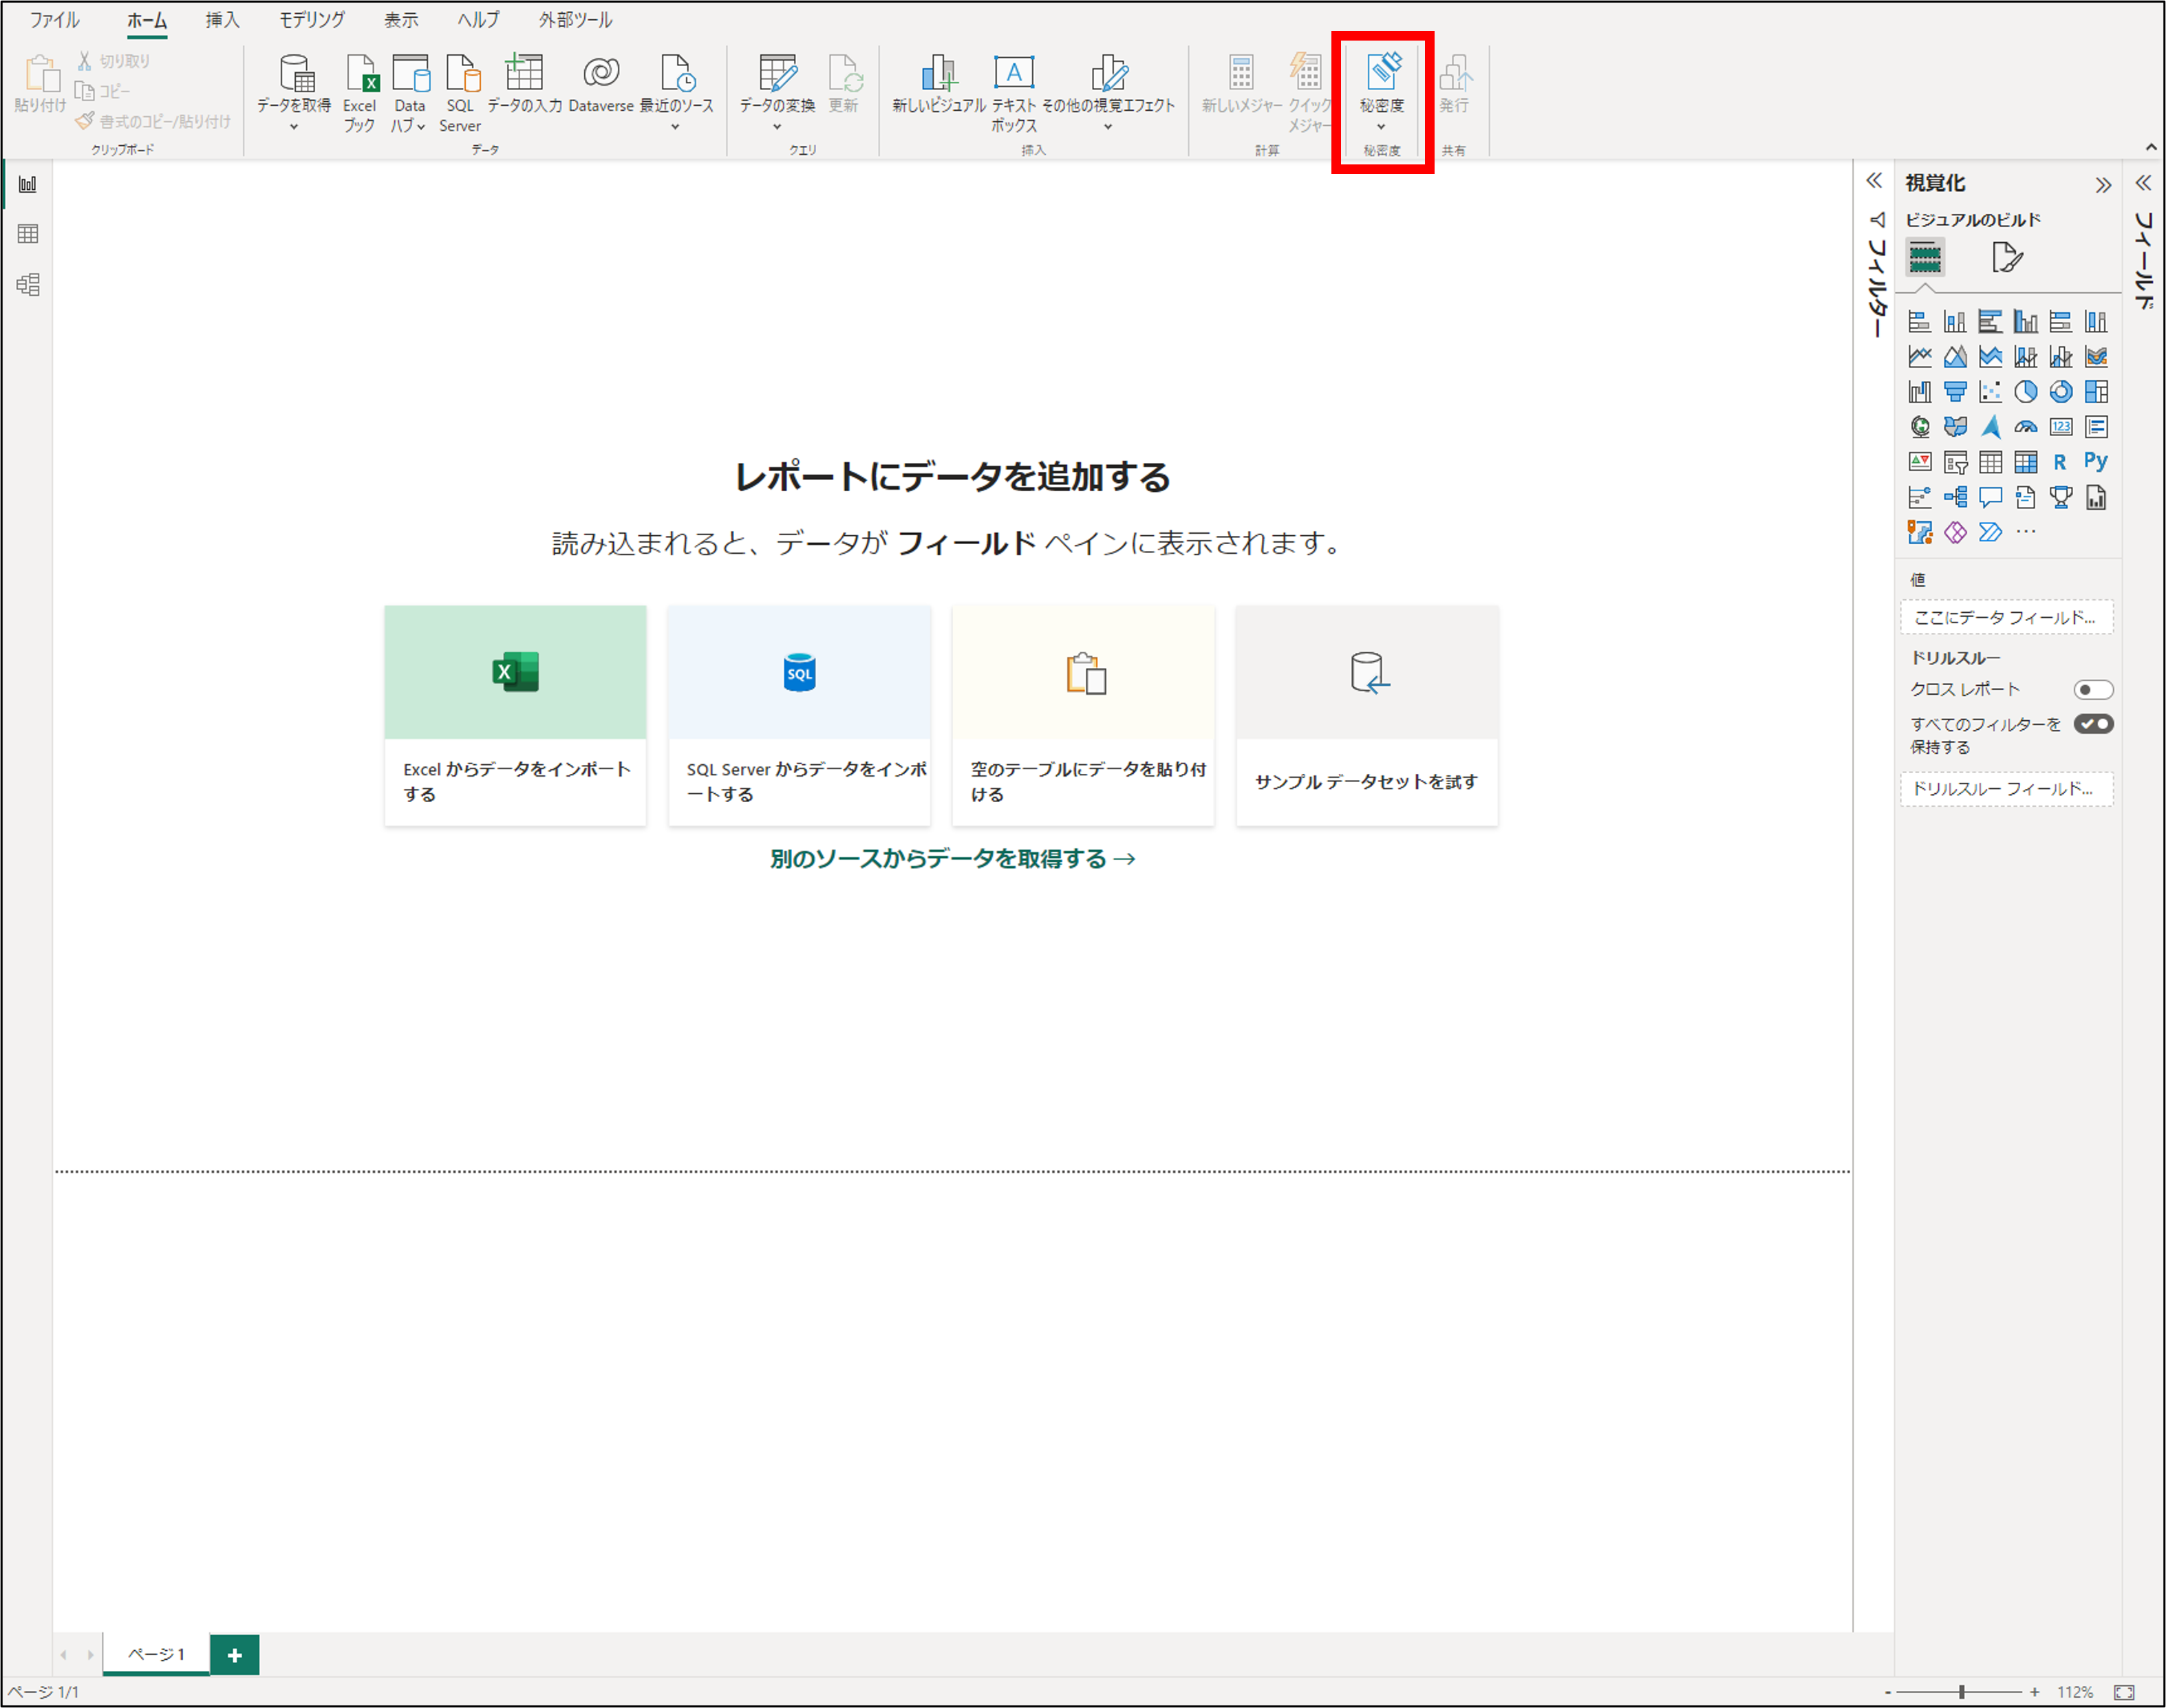 ファイル ホーム 挿入 モデリング 表示 ヘルプ 外部ツール
貼り付け
切り取り
コピー
書式のコピー/貼り付け
クリップボード
データを取得
Excel
ブック
Data
ハブ
SQL
Server
データの入力
Dataverse
最近のソース
データ
データの変換
更新
クエリ
新しいビジュアル
テキスト
ボックス
その他の視覚エフェクト
挿入
新しいメジャー
クイック
メジャー
計算
秘密度
秘密度
発行
共有
レポートにデータを追加する
読み込まれると、データが フィールド ペインに表示されます。
SQL
Excel からデータをインポート
する
SQL Server からデータをインポ
ートする
空のテーブルにデータを貼り付
ける
サンプル データセットを試す
別のソースからデータを取得する →
フィルター
視覚化
ビジュアルのビルド
123
R
Py
...
値
ここにデータ フィールド...
ドリルスルー
クロス レポート
すべてのフィルターを
保持する
ドリルスルー フィールド...
フィールド
ページ 1
ページ 1/1
- + 112%